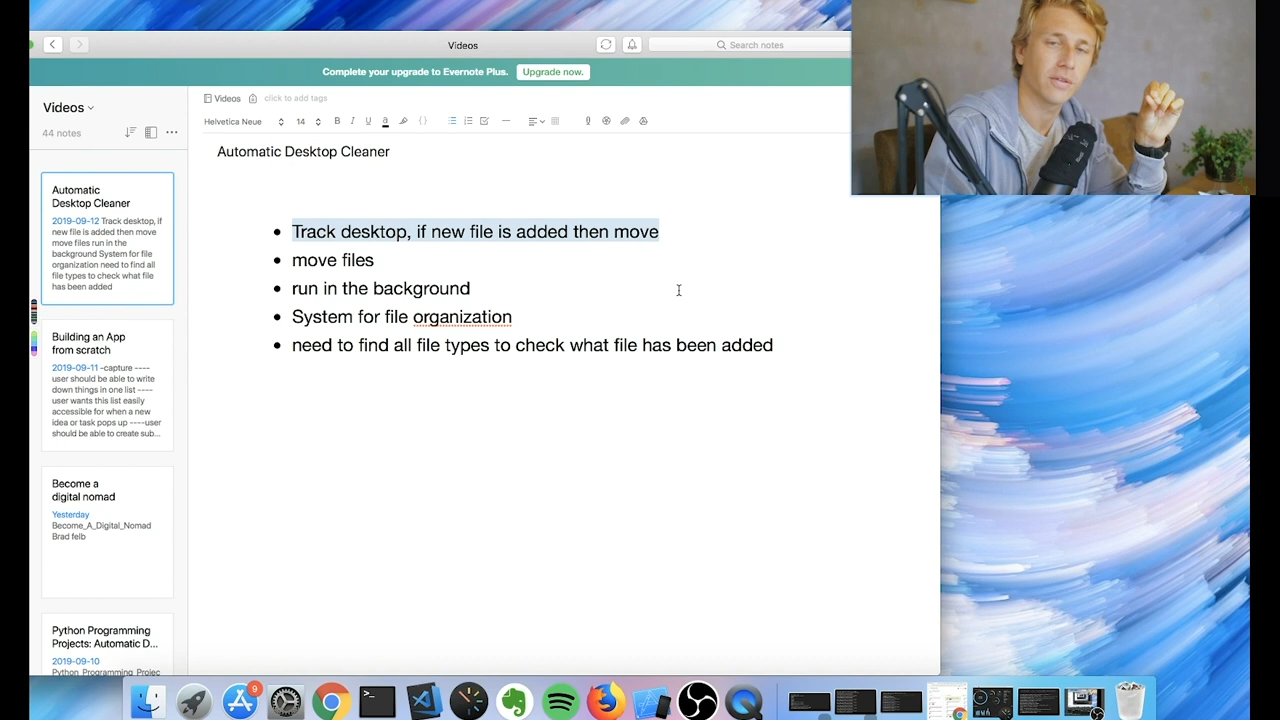 Videos
Search notes
Complete your upgrade to Evernote Plus. Upgrade now.
Videos
44 notes
Videos click to add tags
Helvetica Neue 14 B I U a
Automatic Desktop Cleaner
Automatic
Desktop Cleaner
2019-09-12 Track desktop, if
new file is added then move
move files run in the
background System for file
organization need to find all
file types to check what file
has been added
Track desktop, if new file is added then move
move files
run in the background
System for file organization
need to find all file types to check what file has been added
Building an App
from scratch
2019-09-11 -capture ----
user should be able to write
down things in one list ----
user wants this list easily
accessible for when a new
idea or task pops up ----user
should be able to create sub...
Become a
digital nomad
Yesterday
Become_A_Digital_Nomad
Brad felb
Python Programming
Projects: Automatic D...
2019-09-10
Python_Programming_Projec
9